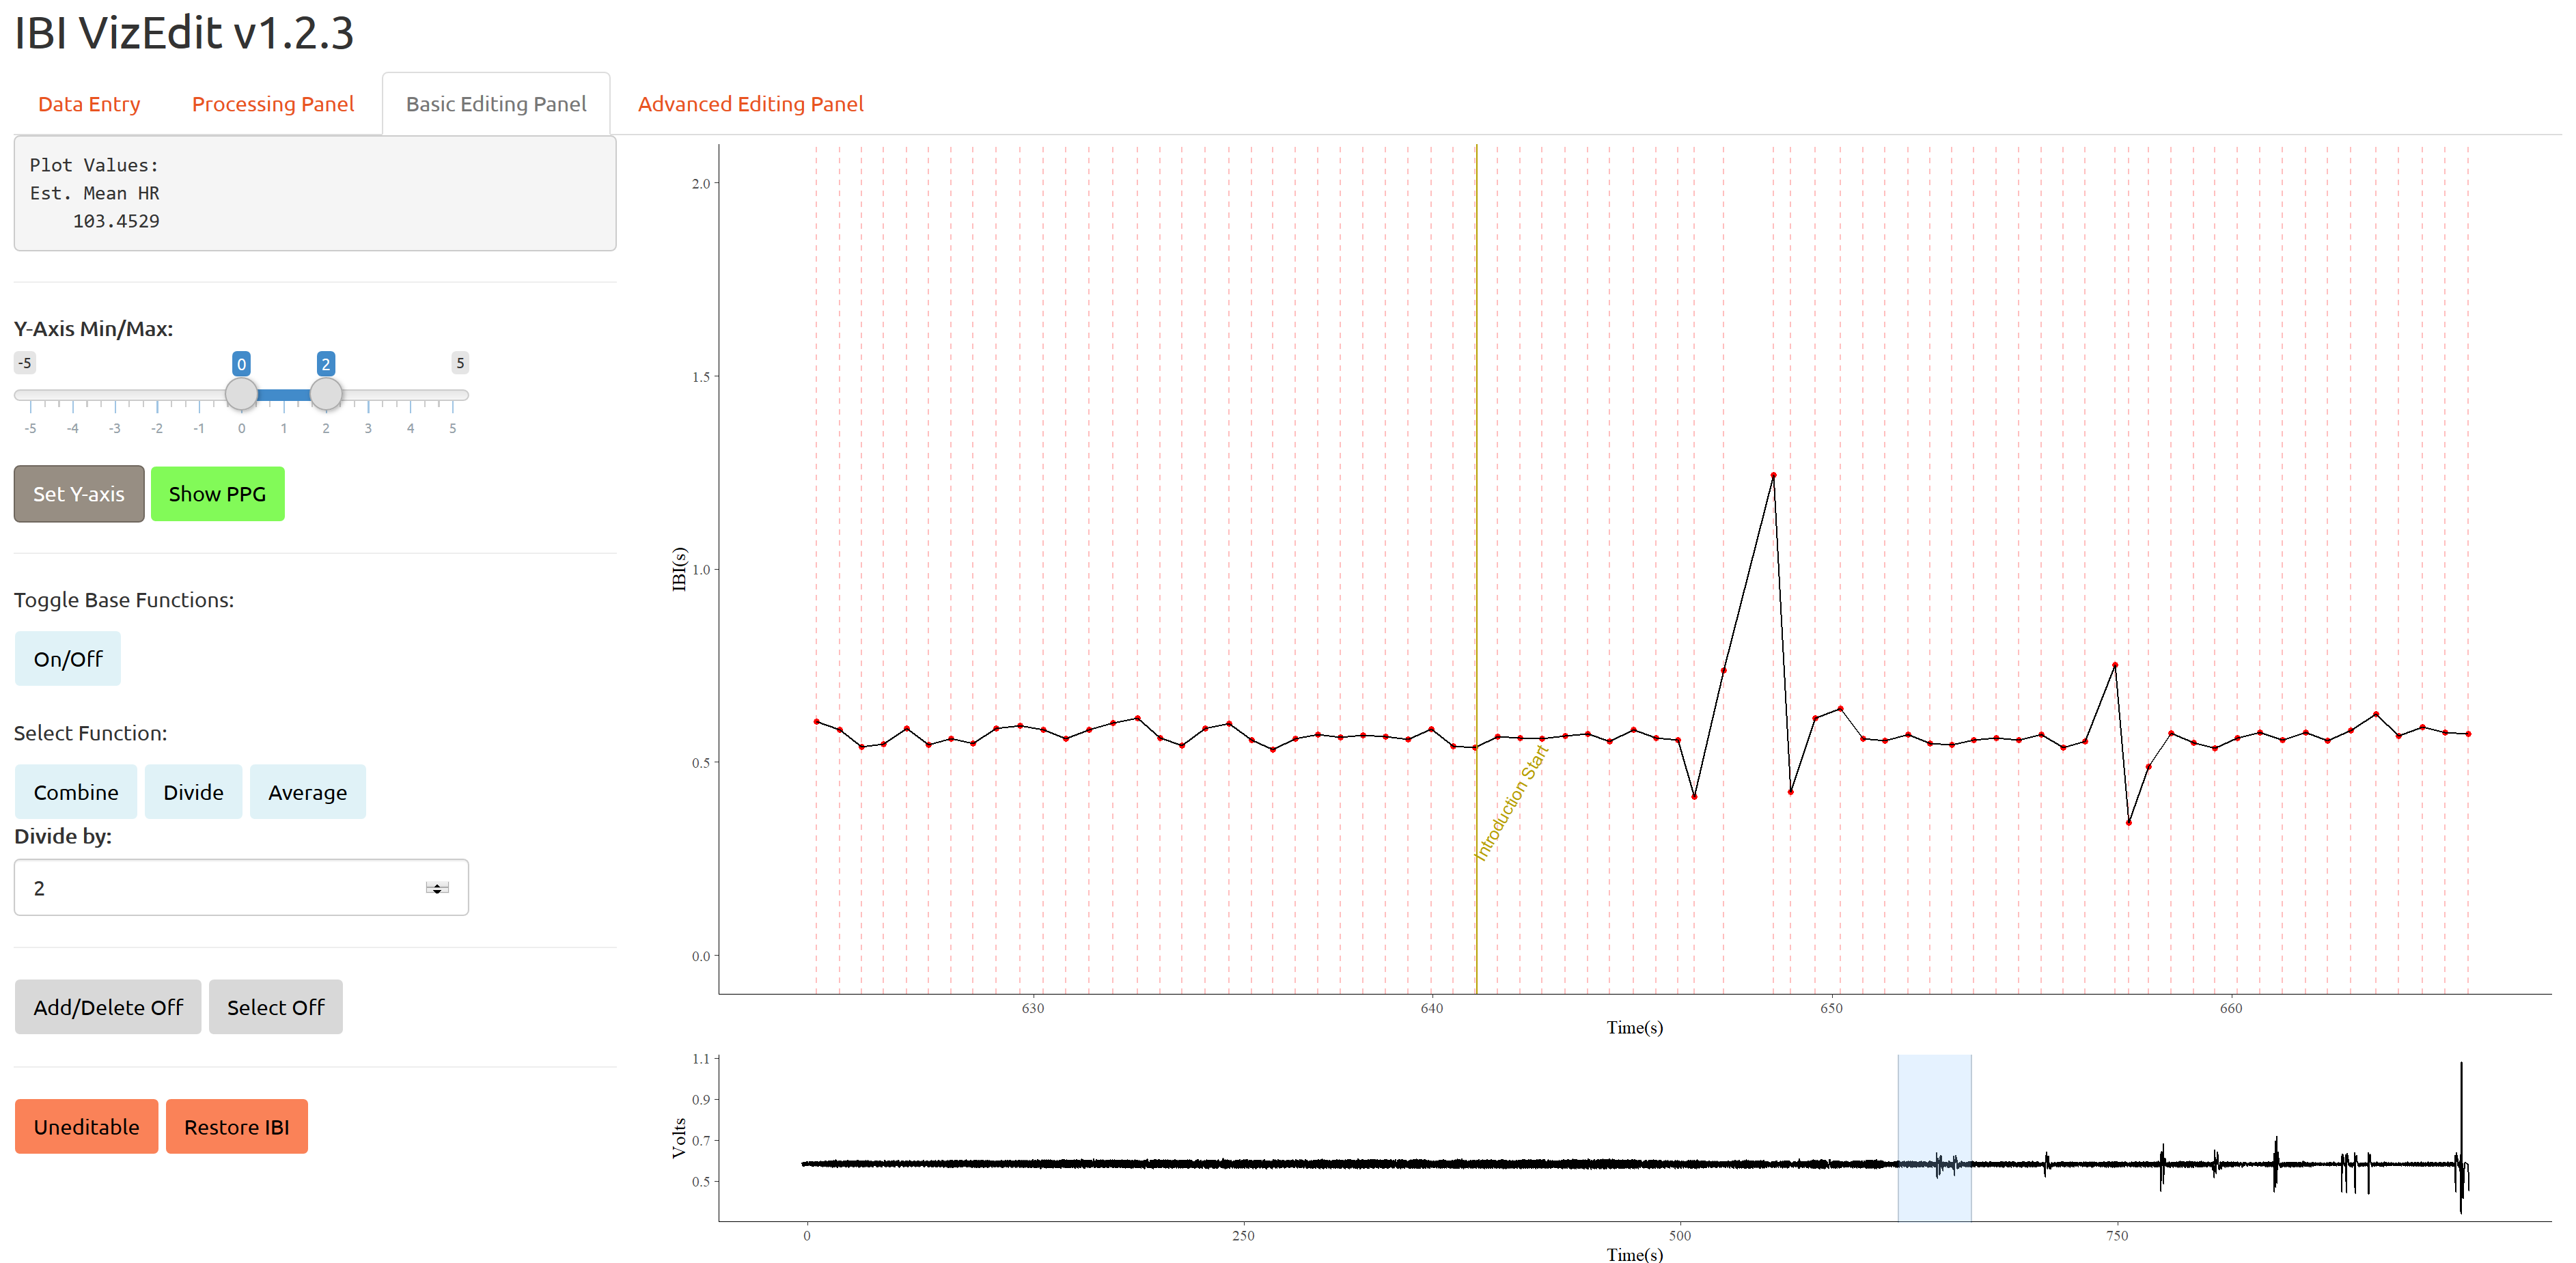 IBI VizEdit v1.2.3
Data Entry Processing Panel Basic Editing Panel Advanced Editing Panel
Plot Values:
Est. Mean HR
103.4529
Y-Axis Min/Max:
-5 0 2 5
-5 -4 -3 -2 -1 0 1 2 3 4 5
Set Y-axis Show PPG
Toggle Base Functions:
On/Off
Select Function:
Combine Divide Average
Divide by:
2
Add/Delete Off Select Off
Uneditable Restore IBI
2.0
1.5
1.0
0.5
0.0
IBI(s)
Introduction Start
630 640 650 660
Time(s)
1.1
0.9
0.7
0.5
Volts
0 250 500 750
Time(s)